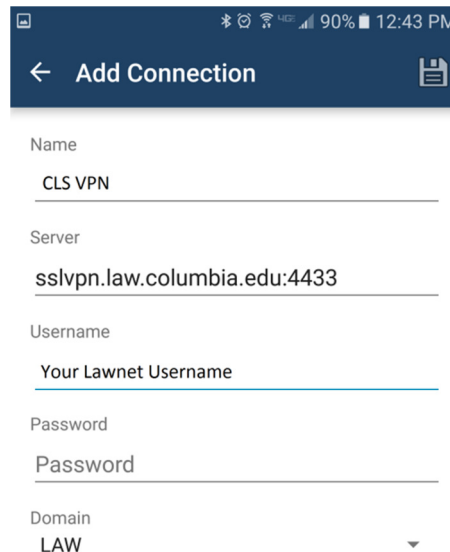 4G 90% 12:43 PM
Add Connection
Name
CLS VPN
Server
sslvpn.law.columbia.edu:4433
Username
Your Lawnet Username
Password
Password
Domain
LAW